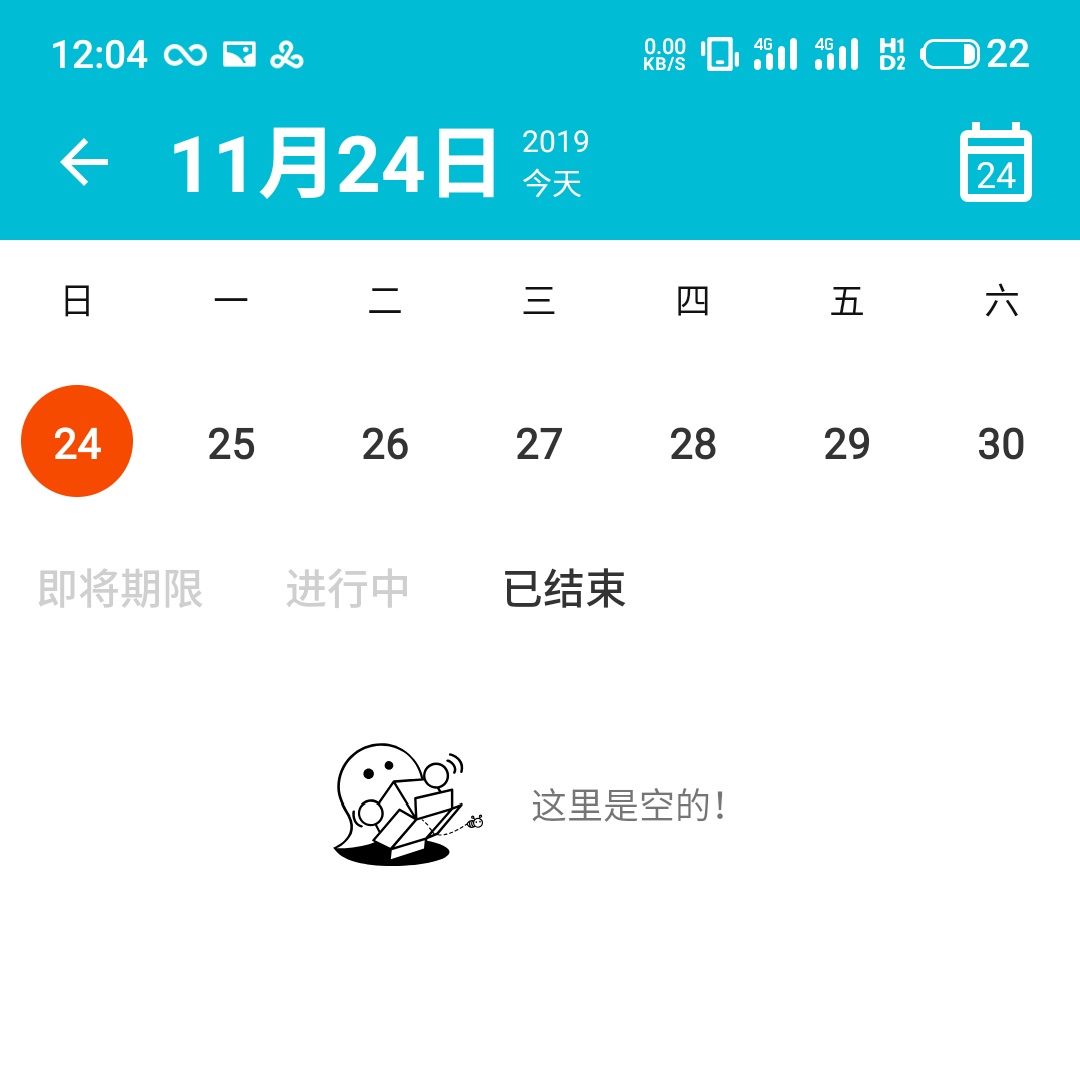 12:04 0.00 KB/S 4G 4G H1 D2 22
11月24日 2019 今天 24
日 一 二 三 四 五 六
24 25 26 27 28 29 30
即将期限 进行中 已结束
这里是空的！